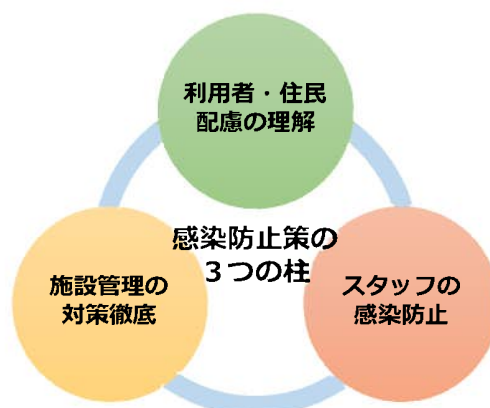 利用者・住民
配慮の理解
感染防止策の
３つの柱
施設管理の
対策徹底
スタッフの
感染防止